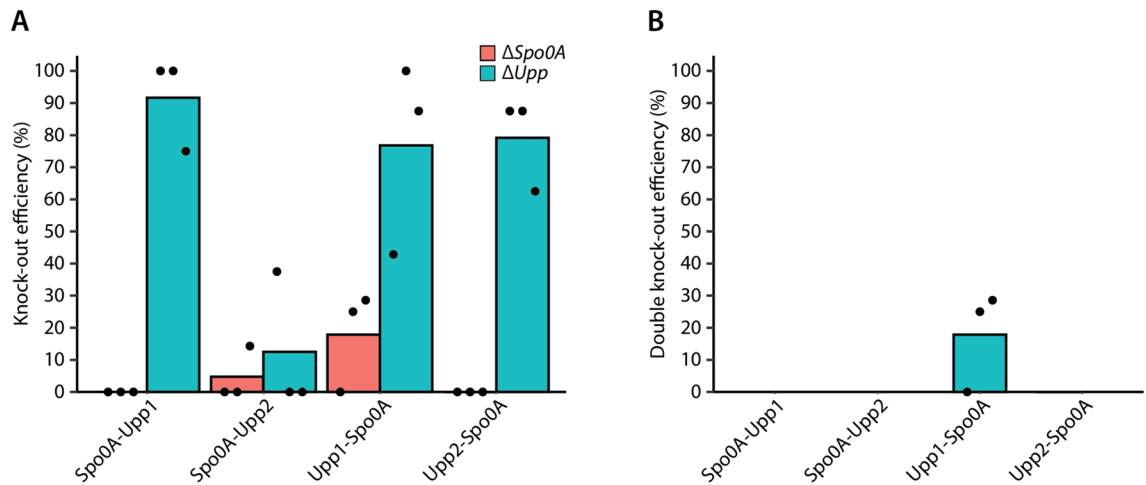 A
Knock-out efficiency (%)
100
90
80
70
60
50
40
30
20
10
0
ΔSpo0A
ΔUpp
Spo0A-Upp1
Spo0A-Upp2
Upp1-Spo0A
Upp2-Spo0A
B
Double knock-out efficiency (%)
100
90
80
70
60
50
40
30
20
10
0
Spo0A-Upp1
Spo0A-Upp2
Upp1-Spo0A
Upp2-Spo0A